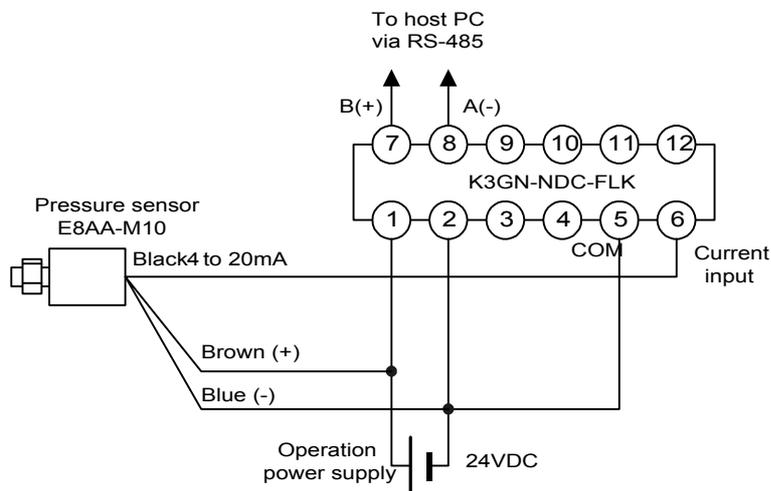 To host PC
via RS-485
B(+)
A(-)
7 8 9 10 11 12
K3GN-NDC-FLK
Pressure sensor
E8AA-M10
1 2 3 4 5 6
COM
Black4 to 20mA
Current
input
Brown (+)
Blue (-)
Operation
power supply
24VDC